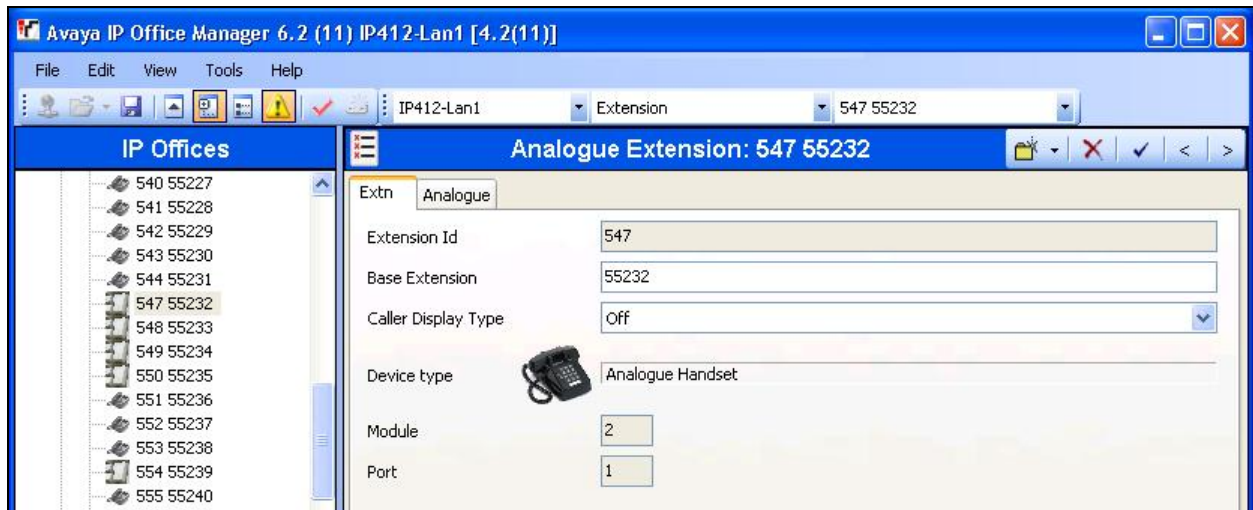 Avaya IP Office Manager 6.2 (11) IP412-Lan1 [4.2(11)]
File Edit View Tools Help
IP412-Lan1 Extension 547 55232
IP Offices
540 55227
541 55228
542 55229
543 55230
544 55231
547 55232
548 55233
549 55234
550 55235
551 55236
552 55237
553 55238
554 55239
555 55240
Analogue Extension: 547 55232
Extn Analogue
Extension Id 547
Base Extension 55232
Caller Display Type Off
Device type Analogue Handset
Module 2
Port 1